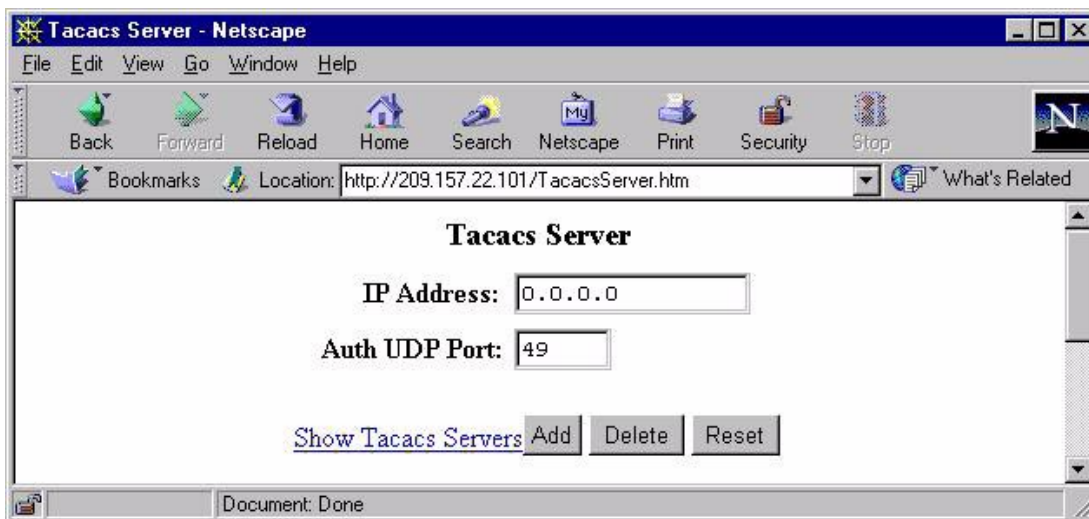 Tacacs Server - Netscape
File Edit View Go Window Help
Back Forward Reload Home Search My Netscape Print Security Stop N
Bookmarks Location: http://209.157.22.101/TacacsServer.htm What's Related
Tacacs Server
IP Address: 0.0.0.0
Auth UDP Port: 49
Show Tacacs Servers Add Delete Reset
Document: Done